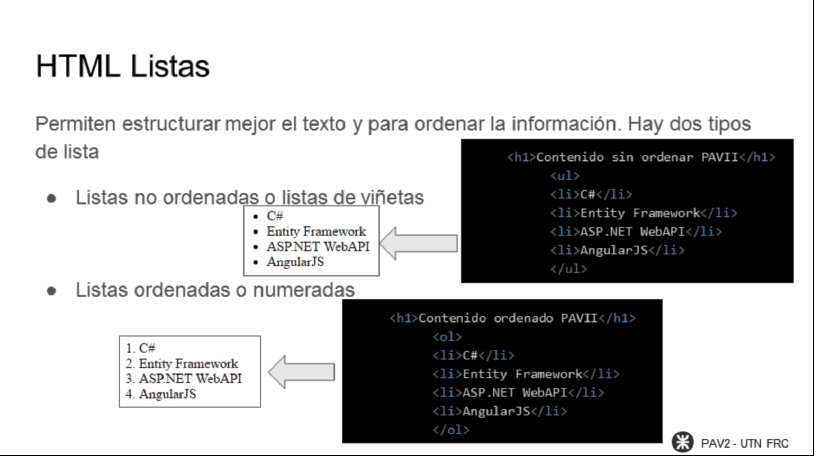 HTML Listas
Permiten estructurar mejor el texto y para ordenar la información. Hay dos tipos
de lista
● Listas no ordenadas o listas de viñetas
• C#
• Entity Framework
• ASP.NET WebAPI
• AngularJS
<h1>Contenido sin ordenar PAVII</h1>
<ul>
<li>C#</li>
<li>Entity Framework</li>
<li>ASP.NET WebAPI</li>
<li>AngularJS</li>
</ul>
● Listas ordenadas o numeradas
1. C#
2. Entity Framework
3. ASP.NET WebAPI
4. AngularJS
<h1>Contenido ordenado PAVII</h1>
<ol>
<li>C#</li>
<li>Entity Framework</li>
<li>ASP.NET WebAPI</li>
<li>AngularJS</li>
</ol>
PAV2 - UTN FRC